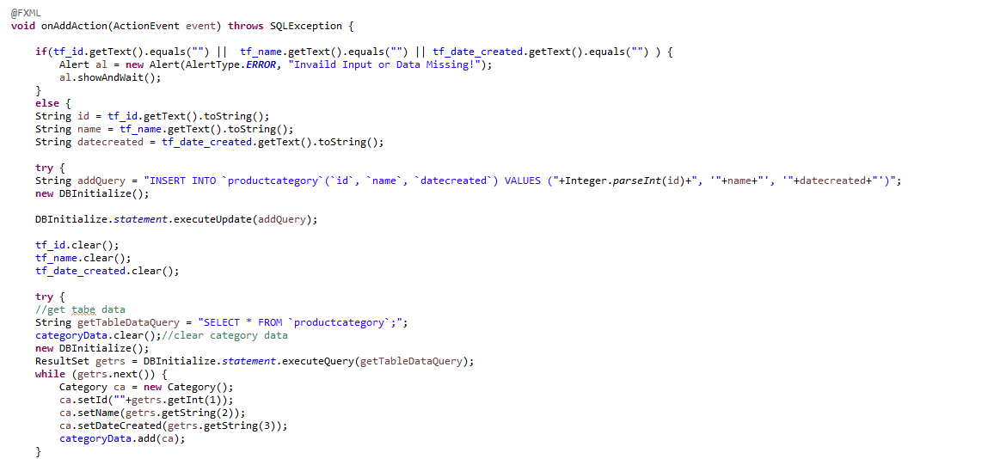 @FXML
void onAddAction(ActionEvent event) throws SQLException {
if(tf_id.getText().equals("") ||  tf_name.getText().equals("") || tf_date_created.getText().equals("") ) {
Alert al = new Alert(AlertType.ERROR, "Invaild Input or Data Missing!");
al.showAndWait();
}
else {
String id = tf_id.getText().toString();
String name = tf_name.getText().toString();
String datecreated = tf_date_created.getText().toString();
try {
String addQuery = "INSERT INTO `productcategory`(`id`, `name`, `datecreated`) VALUES ("+Integer.parseInt(id)+", '"+name+"', '"+datecreated+"')";
new DBInitialize();
DBInitialize.statement.executeUpdate(addQuery);
tf_id.clear();
tf_name.clear();
tf_date_created.clear();
try {
//get tabe data
String getTableDataQuery = "SELECT * FROM `productcategory`;";
categoryData.clear();//clear category data
new DBInitialize();
ResultSet getrs = DBInitialize.statement.executeQuery(getTableDataQuery);
while (getrs.next()) {
Category ca = new Category();
ca.setId(""+getrs.getInt(1));
ca.setName(getrs.getString(2));
ca.setDateCreated(getrs.getString(3));
categoryData.add(ca);
}